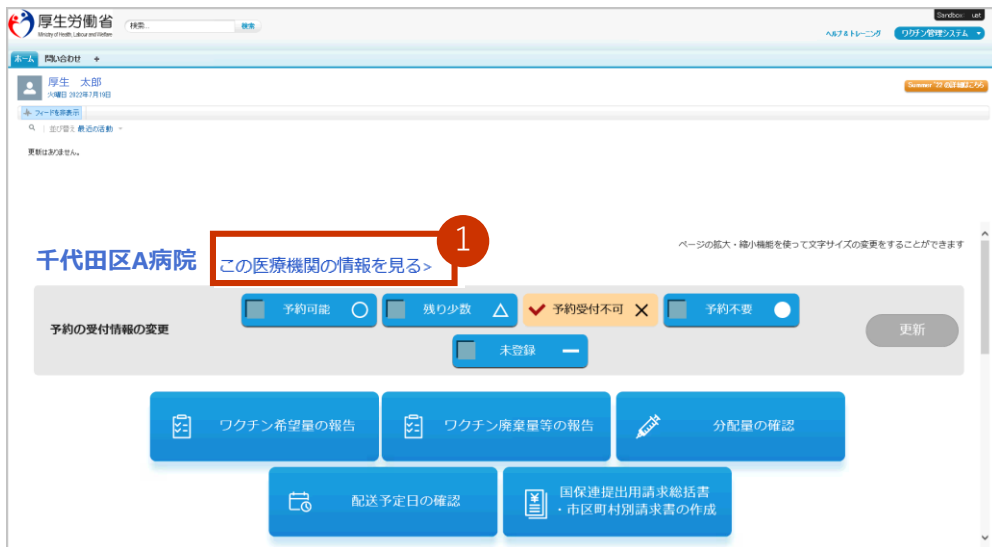 厚生労働省
Ministry of Health, Labour and Welfare
検索...
検索
Sandbox: uat
ヘルプ & トレーニング
ワクチン管理システム
ホーム 問い合わせ +
厚生 太郎
火曜日 2022年7月19日
Summer '22 の詳細はこちら
フィードを非表示
並び替え 最近の活動
更新はありません。
ページの拡大・縮小機能を使って文字サイズの変更をすることができます
千代田区A病院 この医療機関の情報を見る>
1
予約の受付情報の変更
予約可能 ○
残り少数 △
予約受付不可 ×
予約不要 ●
未登録 ー
更新
ワクチン希望量の報告
ワクチン廃棄量等の報告
分配量の確認
配送予定日の確認
国保連提出用請求総括書
・市区町村別請求書の作成